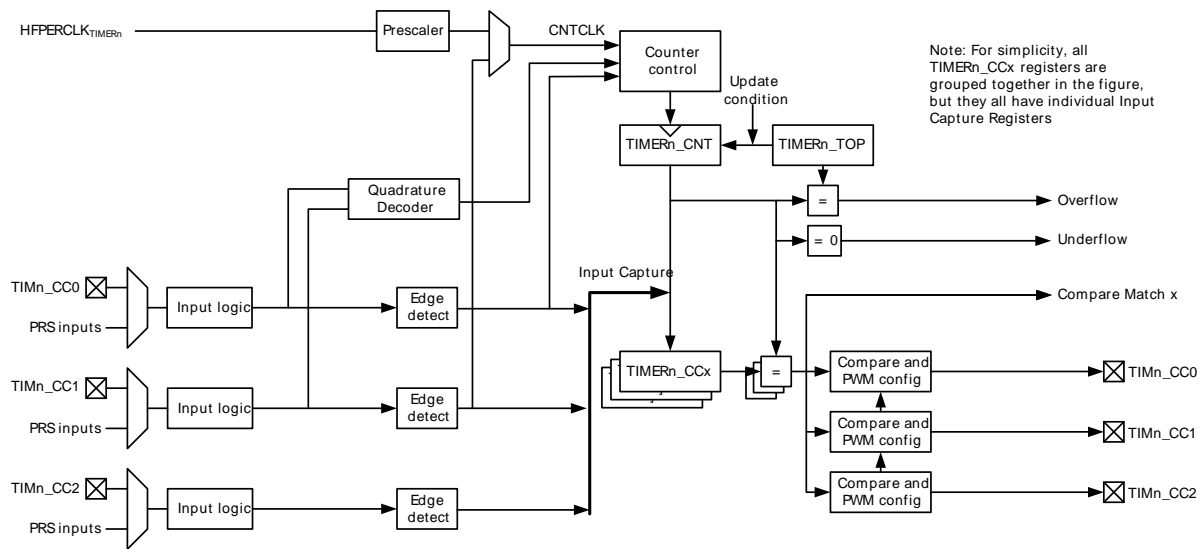 HFPERCLKTIMERn
Prescaler
CNTCLK
Counter
control
Note: For simplicity, all
TIMERn_CCx registers are
grouped together in the figure,
but they all have individual Input
Capture Registers
Update
condition
TIMERn_CNT
TIMERn_TOP
Quadrature
Decoder
=
Overflow
= 0
Underflow
Input Capture
TIMn_CC0
PRS inputs
Input logic
Edge
detect
Compare Match x
TIMERn_CCx
=
Compare and
PWM config
TIMn_CC0
TIMn_CC1
PRS inputs
Input logic
Edge
detect
Compare and
PWM config
TIMn_CC1
TIMn_CC2
PRS inputs
Input logic
Edge
detect
Compare and
PWM config
TIMn_CC2